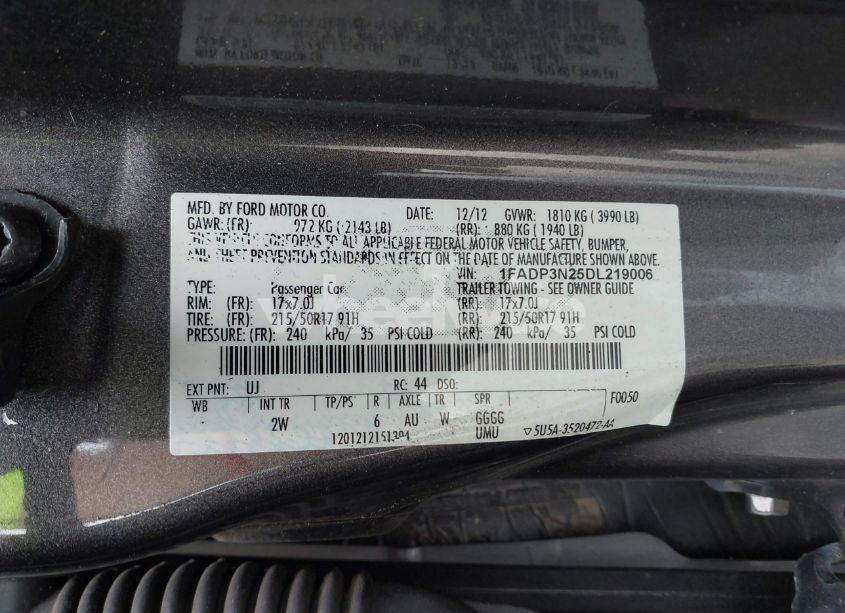 MFD. BY FORD MOTOR CO. DATE: 12/12 GVWR: 1810 KG ( 3990 LB)
GAWR: (FR) 972 KG ( 2143 LB) (RR): 880 KG ( 1940 LB)
THIS VEHICLE CONFORMS TO ALL APPLICABLE FEDERAL MOTOR VEHICLE SAFETY, BUMPER,
AND THEFT PREVENTION STANDARDS IN EFFECT ON THE DATE OF MANUFACTURE SHOWN ABOVE.
VIN: 1FADP3N25DL219006
TYPE: Passenger Car TRAILER TOWING - SEE OWNER GUIDE
RIM: (FR) 17x7.0J (RR): 17x7.0J
TIRE: (FR) 215/50R17 91H (RR): 215/50R17 91H
PRESSURE: (FR) 240 kPa/ 35 PSI COLD (RR): 240 kPa/ 35 PSI COLD
EXT PNT: UJ RC: 44 DSO: F0050
WB INT TR TP/PS R AXLE TR SPR
2W 6 AU W GGGG
1201212151394 UMU ▽5U5A-3520472-AA